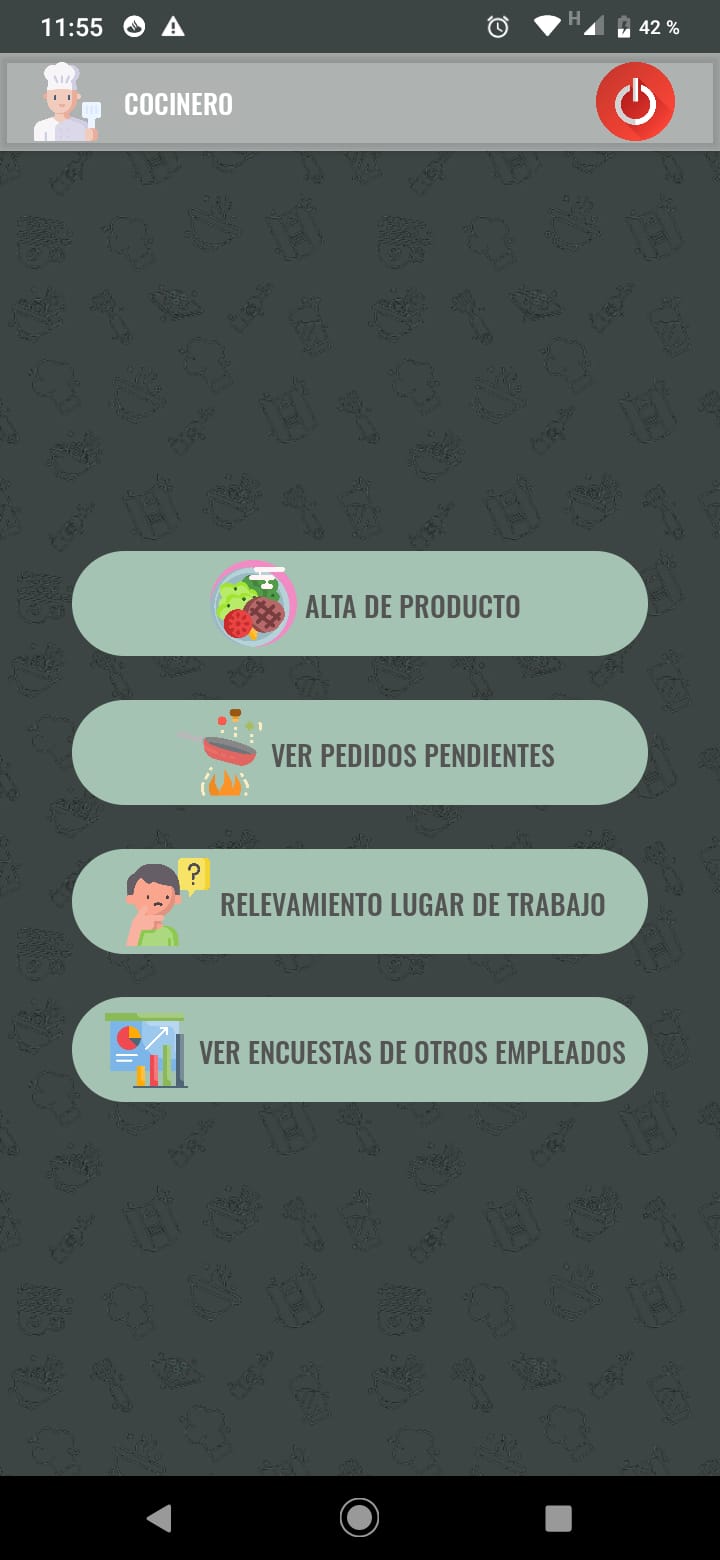 11:55
H
42 %
COCINERO
ALTA DE PRODUCTO
VER PEDIDOS PENDIENTES
?
RELEVAMIENTO LUGAR DE TRABAJO
VER ENCUESTAS DE OTROS EMPLEADOS